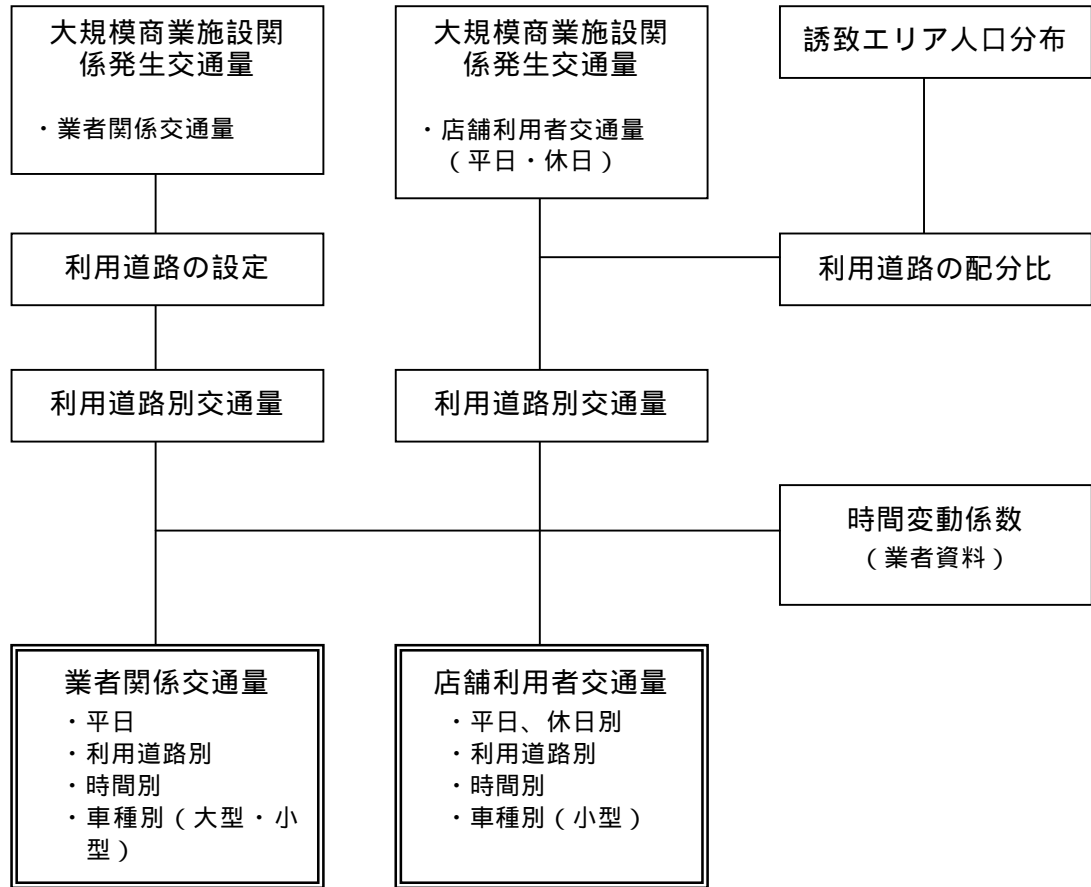 大規模商業施設関
係発生交通量
・業者関係交通量
大規模商業施設関
係発生交通量
・店舗利用者交通量
（平日・休日）
誘致エリア人口分布
利用道路の設定
利用道路の配分比
利用道路別交通量
利用道路別交通量
時間変動係数
（業者資料）
業者関係交通量
・平日
・利用道路別
・時間別
・車種別（大型・小
型）
店舗利用者交通量
・平日、休日別
・利用道路別
・時間別
・車種別（小型）